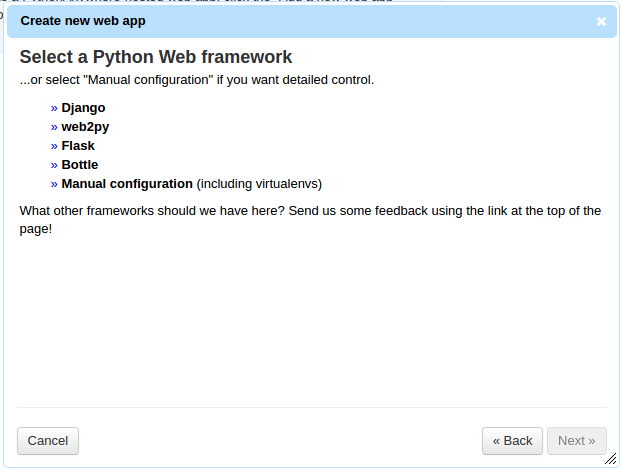 Create new web app
Select a Python Web framework
...or select "Manual configuration" if you want detailed control.
» Django
» web2py
» Flask
» Bottle
» Manual configuration (including virtualenvs)
What other frameworks should we have here? Send us some feedback using the link at the top of the
page!
Cancel
« Back
Next »